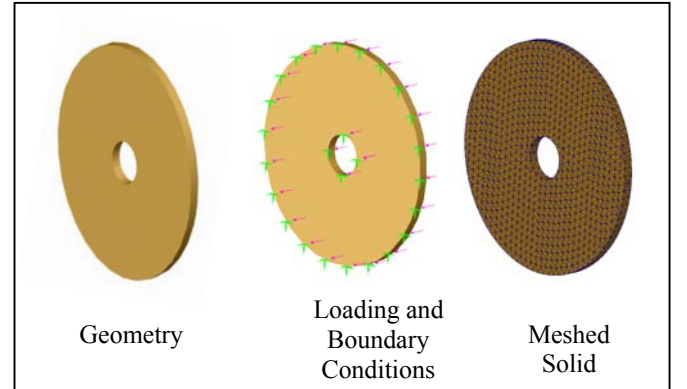 Geometry
Loading and
Boundary
Conditions
Meshed
Solid